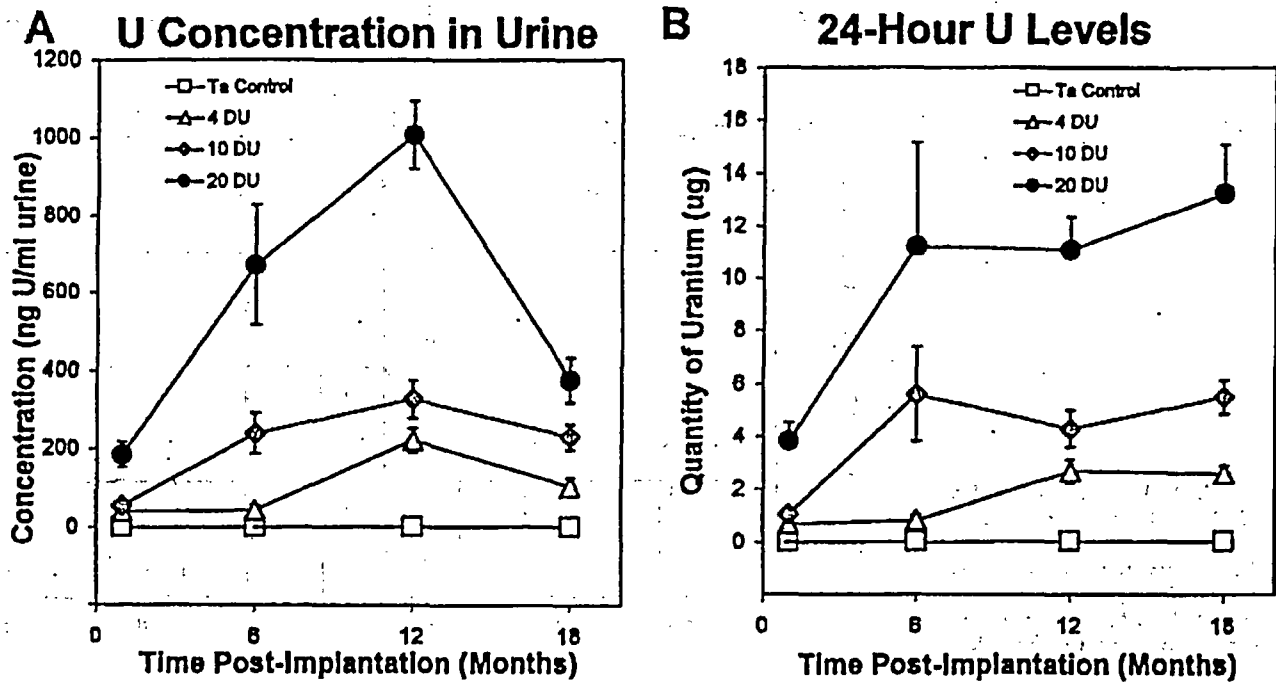 A U Concentration in Urine
1200
1000
800
600
400
200
0
Concentration (ng U/ml urine)
Ta Control
4 DU
10 DU
20 DU
0 6 12 18
Time Post-Implantation (Months)
B 24-Hour U Levels
18
16
14
12
10
8
6
4
2
0
Quantity of Uranium (ug)
Ta Control
4 DU
10 DU
20 DU
0 6 12 18
Time Post-Implantation (Months)